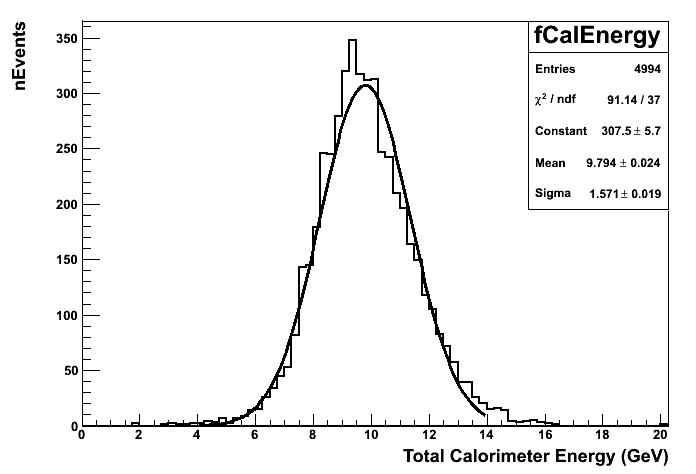 nEvents
fCalEnergy
Entries 4994
χ² / ndf 91.14 / 37
Constant 307.5 ± 5.7
Mean 9.794 ± 0.024
Sigma 1.571 ± 0.019
350
300
250
200
150
100
50
0
0 2 4 6 8 10 12 14 16 18 20
Total Calorimeter Energy (GeV)